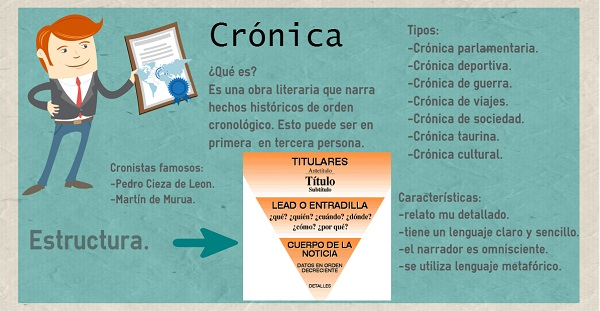 Crónica
¿Qué es?
Es una obra literaria que narra
hechos históricos de orden
cronológico. Esto puede ser en
primera en tercera persona.
Tipos:
-Crónica parlamentaria.
-Crónica deportiva.
-Crónica de guerra.
-Crónica de viajes.
-Crónica de sociedad.
-Crónica taurina.
-Crónica cultural.
Cronistas famosos:
-Pedro Cieza de Leon.
-Martín de Murua.
Estructura.
TITULARES
Antetítulo
Título
Subtítulo
LEAD O ENTRADILLA
¿qué? ¿quién? ¿cuándo? ¿dónde?
¿cómo? ¿por qué?
CUERPO DE LA
NOTICIA
DATOS EN ORDEN
DECRECIENTE
DETALLES
Características:
-relato mu detallado.
-tiene un lenguaje claro y sencillo.
-el narrador es omnisciente.
-se utiliza lenguaje metafórico.